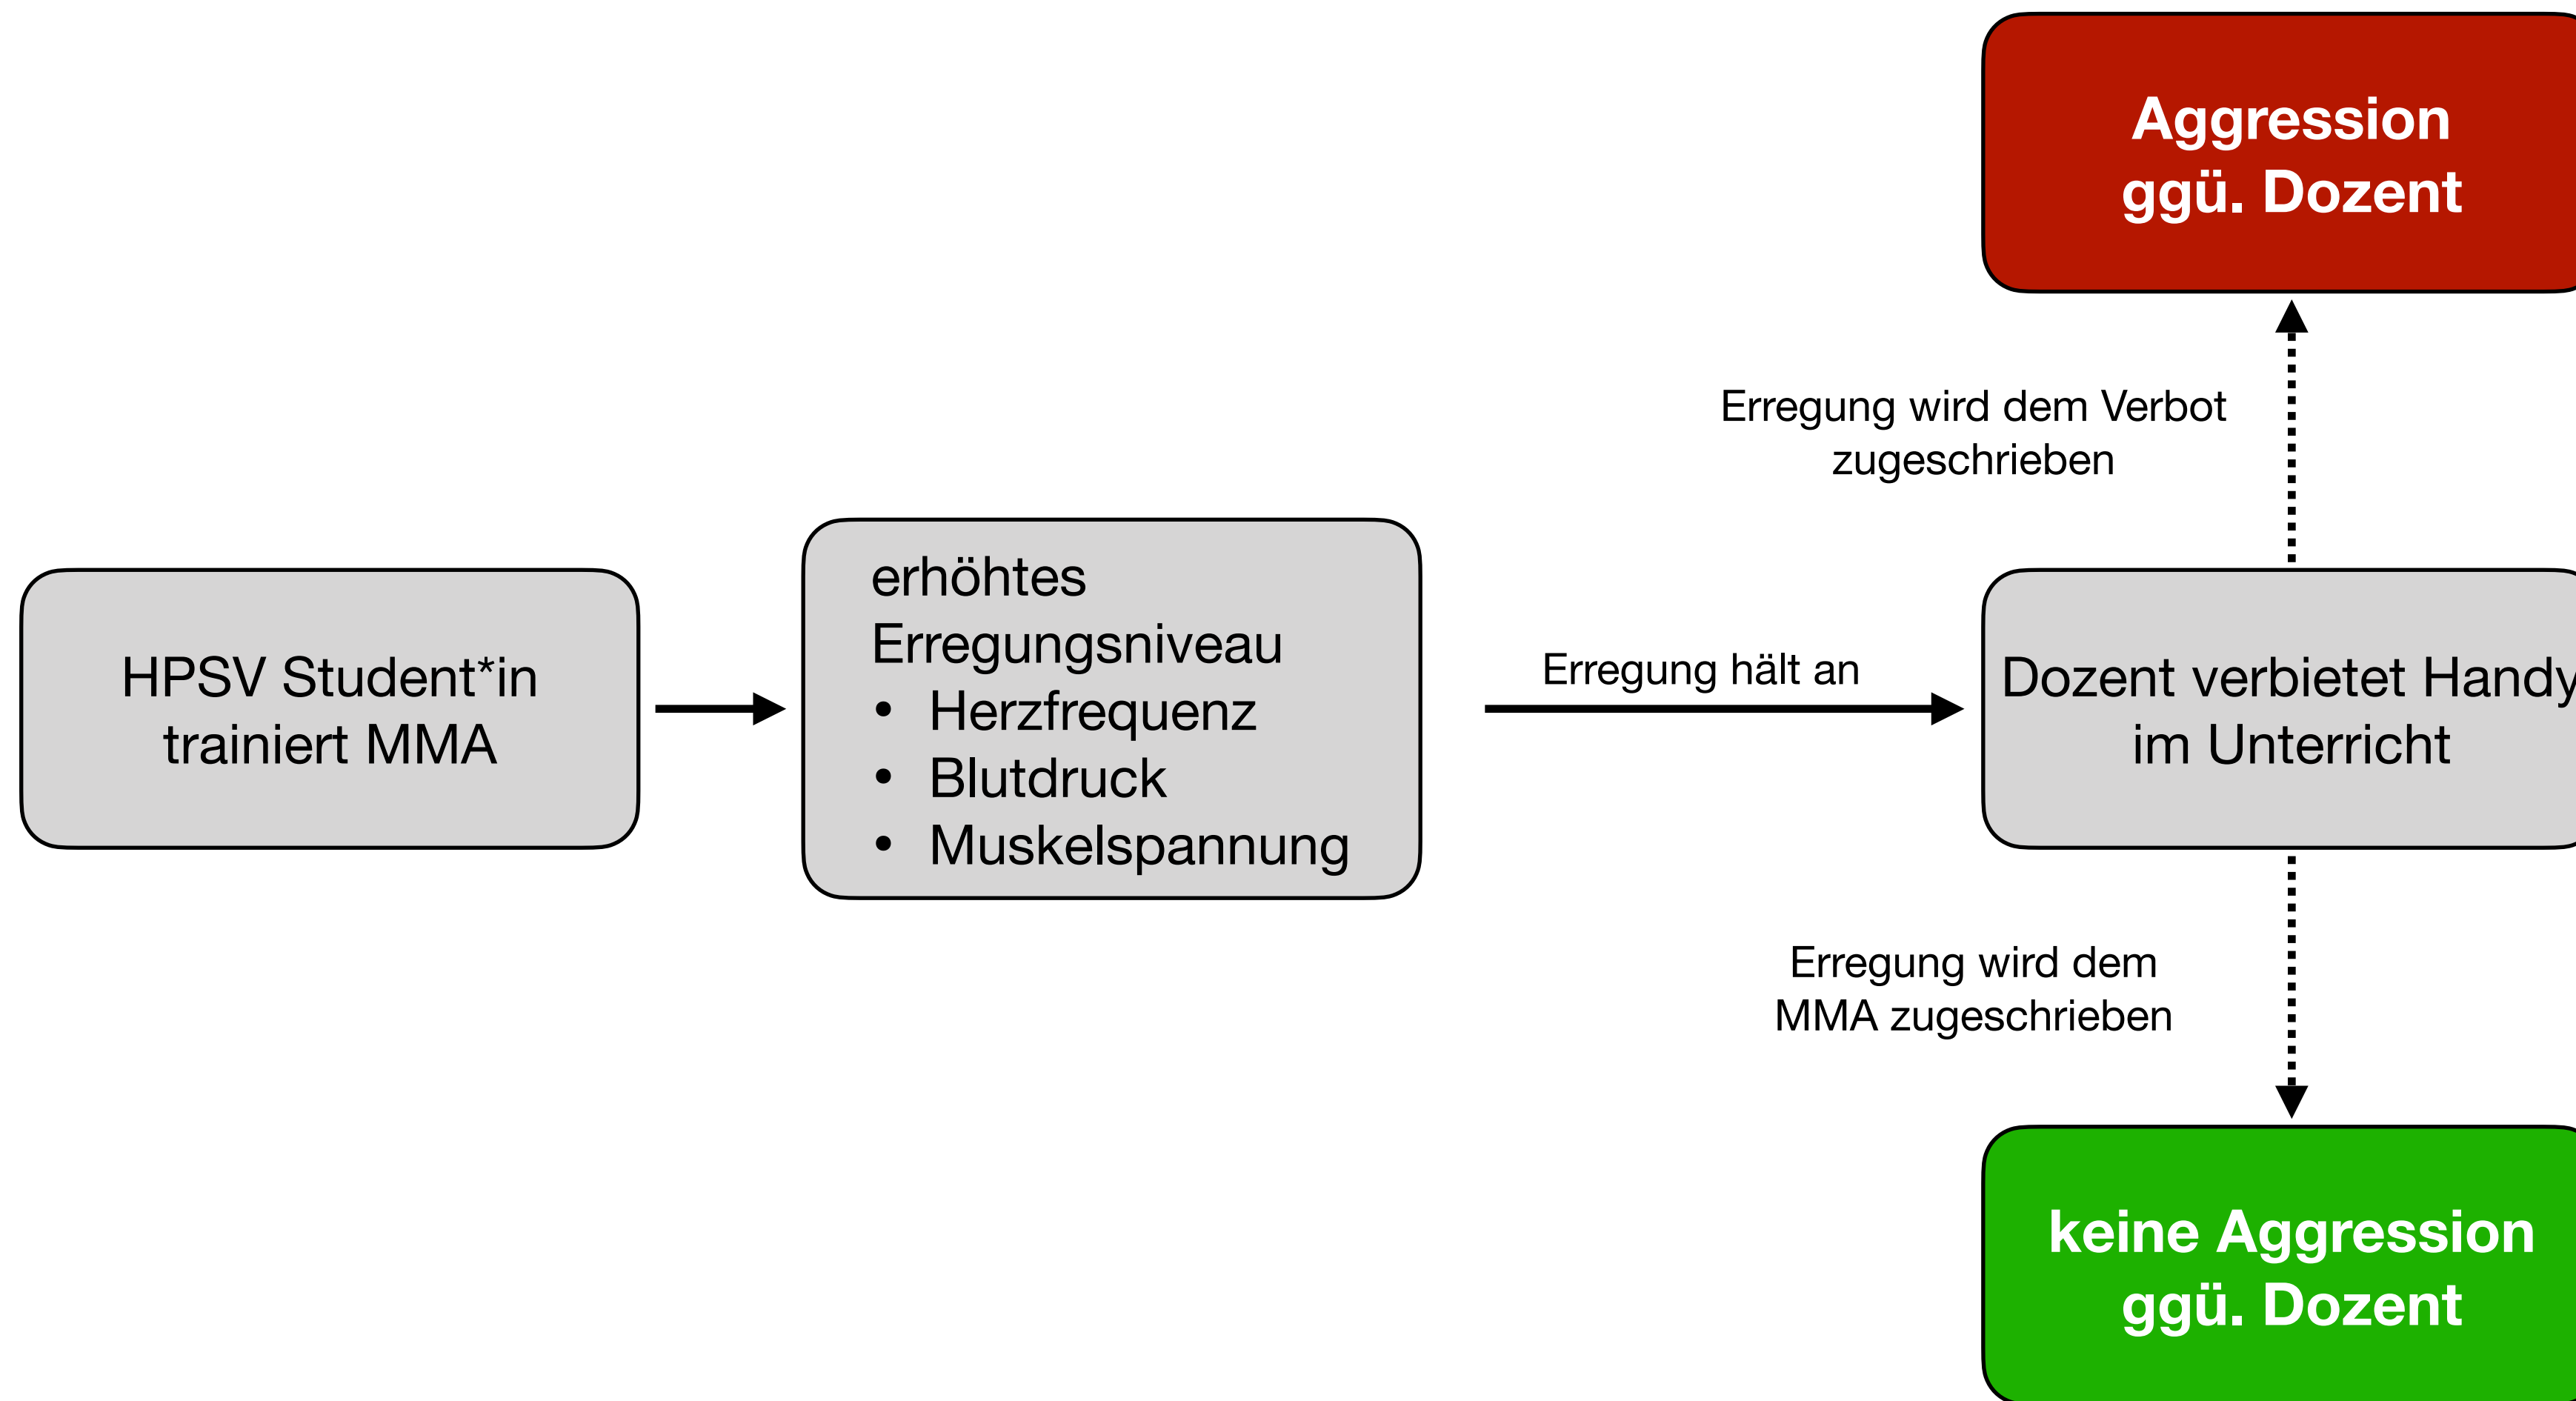 Aggression
ggü. Dozent
Erregung wird dem Verbot
zugeschrieben
HPSV Student*in
trainiert MMA
erhöhtes
Erregungsniveau
• Herzfrequenz
• Blutdruck
• Muskelspannung
Erregung hält an
Dozent verbietet Handy
im Unterricht
Erregung wird dem
MMA zugeschrieben
keine Aggression
ggü. Dozent